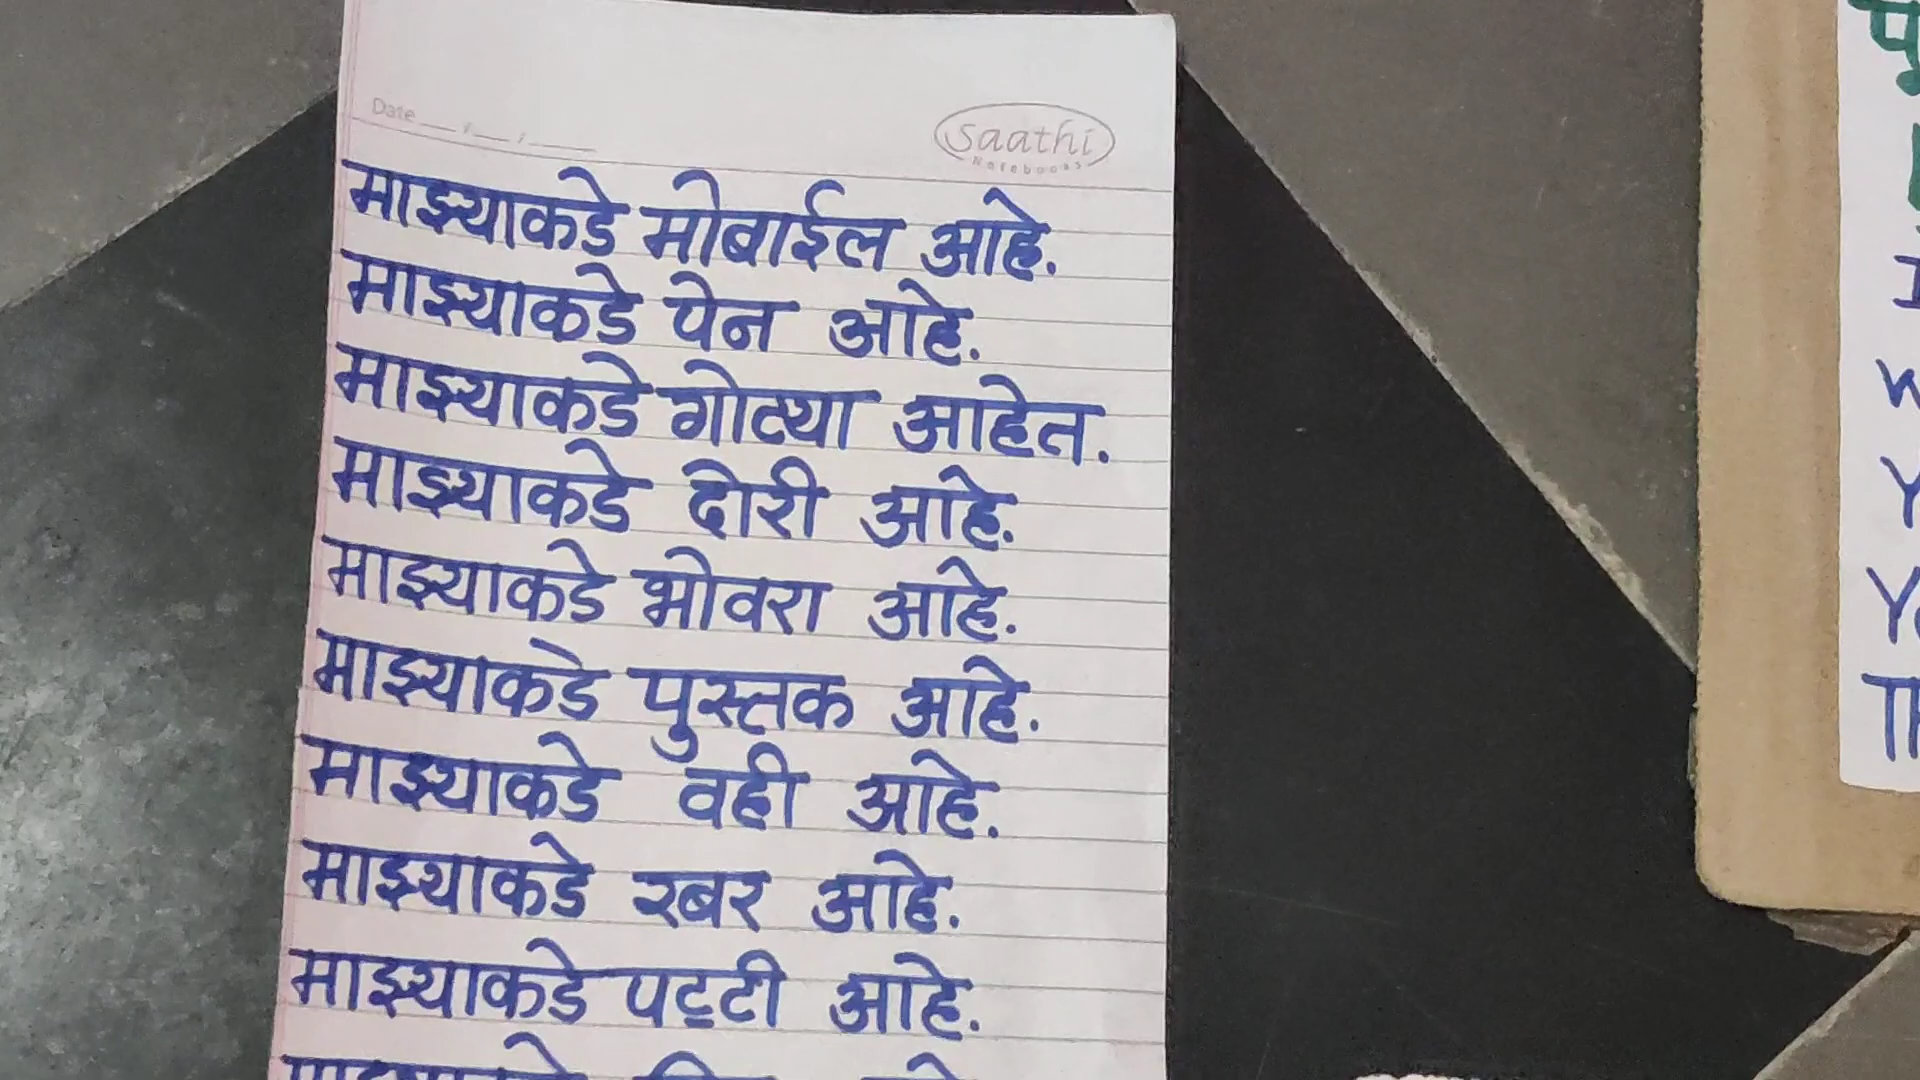 Date
Saathi
Notebooks
माझ्याकडे मोबाईल आहे.
माझ्याकडे पेन आहे.
माझ्याकडे गोट्या आहेत.
माझ्याकडे दोरी आहे.
माझ्याकडे भोवरा आहे.
माझ्याकडे पुस्तक आहे.
माझ्याकडे वही आहे.
माझ्याकडे रबर आहे.
माझ्याकडे पट्टी आहे.